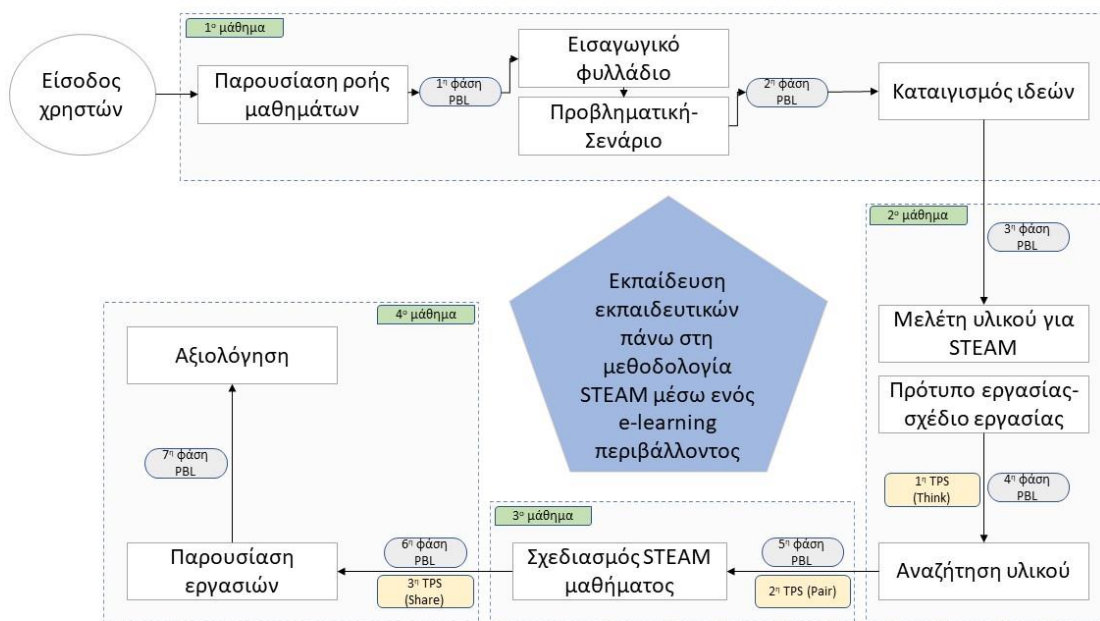 1ο μάθημα
Είσοδος
χρηστών
Παρουσίαση ροής
μαθημάτων
1η φάση
PBL
Εισαγωγικό
φυλλάδιο
Προβληματική-
Σενάριο
2η φάση
PBL
Καταιγισμός ιδεών
2ο μάθημα
3η φάση
PBL
Μελέτη υλικού για
STEAM
Πρότυπο εργασίας-
σχέδιο εργασίας
1η TPS
(Think)
4η φάση
PBL
Αναζήτηση υλικού
Εκπαίδευση
εκπαιδευτικών
πάνω στη
μεθοδολογία
STEAM μέσω ενός
e-learning
περιβάλλοντος
3ο μάθημα
5η φάση
PBL
2η TPS (Pair)
Σχεδιασμός STEAM
μαθήματος
4ο μάθημα
6η φάση
PBL
3η TPS
(Share)
Παρουσίαση
εργασιών
7η φάση
PBL
Αξιολόγηση